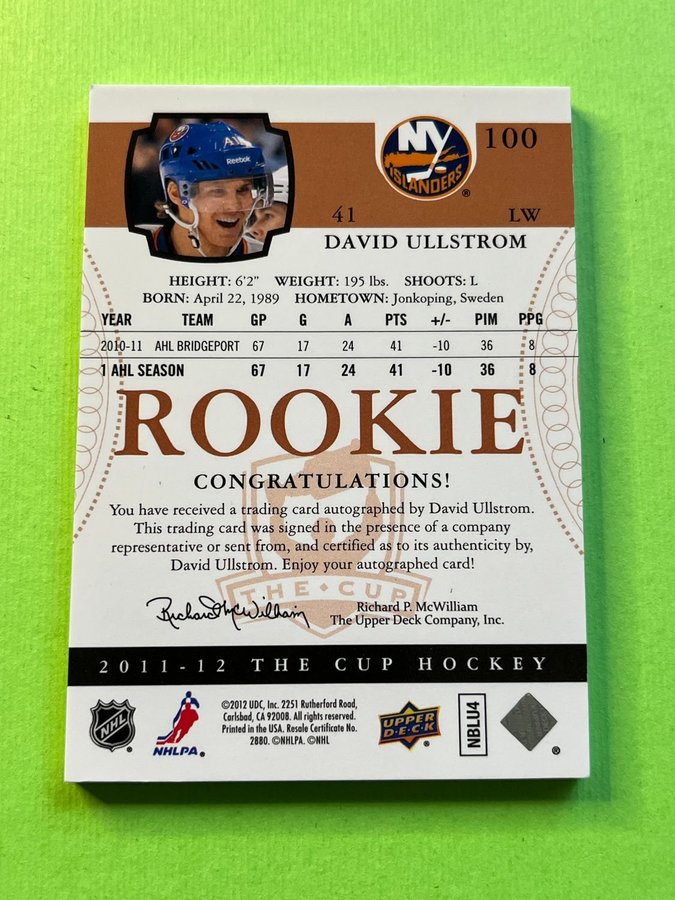 Reebok
NY
ISLANDERS
®
100
41 LW
DAVID ULLSTROM
HEIGHT: 6'2" WEIGHT: 195 lbs. SHOOTS: L
BORN: April 22, 1989 HOMETOWN: Jonkoping, Sweden
YEAR TEAM GP G A PTS +/- PIM PPG
2010-11 AHL BRIDGEPORT 67 17 24 41 -10 36 8
1 AHL SEASON 67 17 24 41 -10 36 8
ROOKIE
CONGRATULATIONS!
You have received a trading card autographed by David Ullstrom.
This trading card was signed in the presence of a company
representative or sent from, and certified as to its authenticity by,
David Ullstrom. Enjoy your autographed card!
THE • CUP
Richard McWilliam
Richard P. McWilliam
The Upper Deck Company, Inc.
2011-12 THE CUP HOCKEY
NHL
NHLPA.
©2012 UDC, Inc. 2251 Rutherford Road,
Carlsbad, CA 92008. All rights reserved.
Printed in the USA. Resale Certificate No.
2880. ©NHLPA. ©NHL
UPPER
D•E•C•K
NBLU4
®